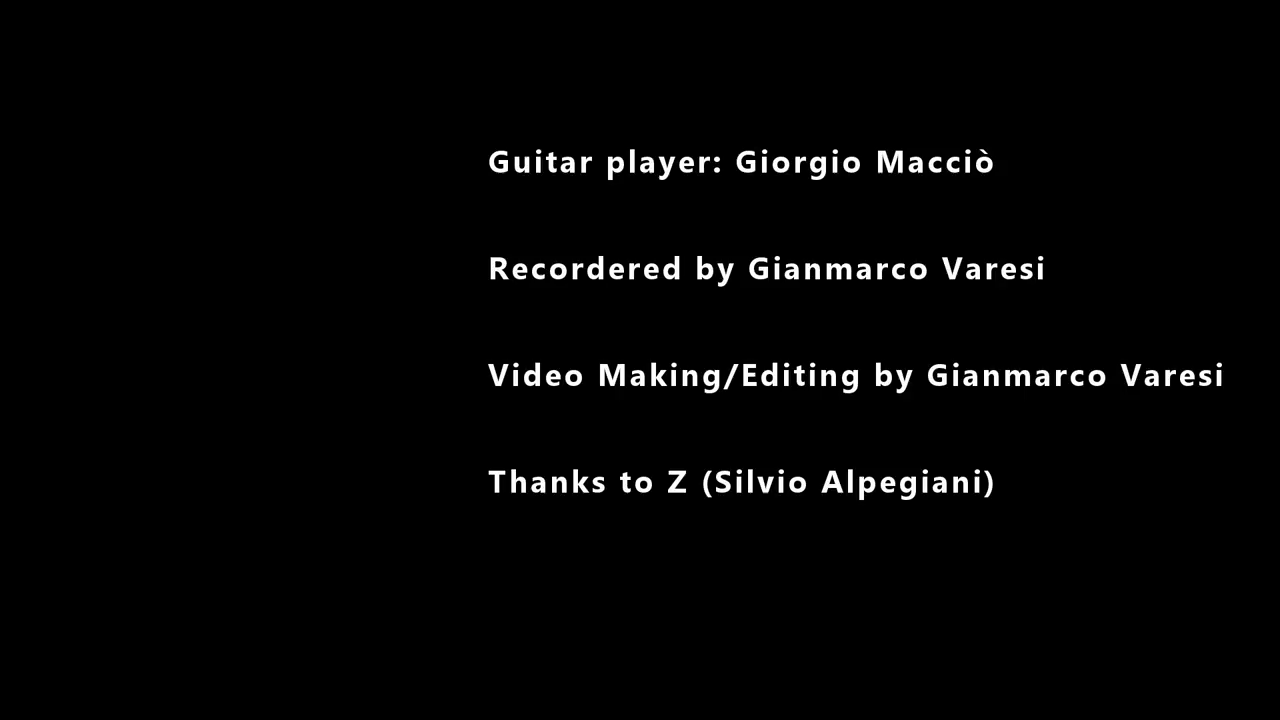 Guitar player: Giorgio Macciò
Recordered by Gianmarco Varesi
Video Making/Editing by Gianmarco Varesi
Thanks to Z (Silvio Alpegiani)